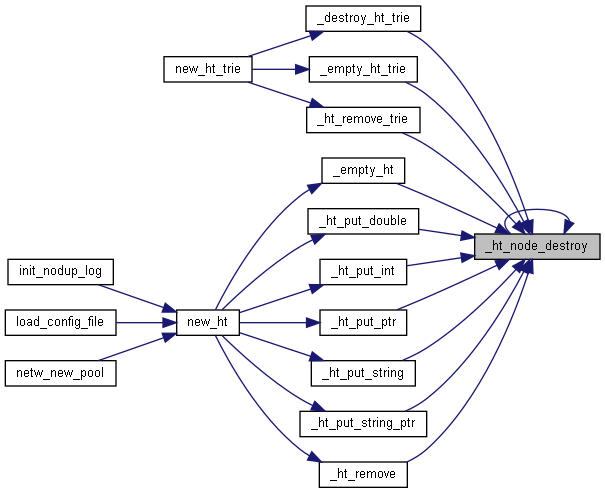 _destroy_ht_trie
new_ht_trie
_empty_ht_trie
_ht_remove_trie
_empty_ht
_ht_put_double
_ht_node_destroy
init_nodup_log
_ht_put_int
load_config_file
new_ht
_ht_put_ptr
netw_new_pool
_ht_put_string
_ht_put_string_ptr
_ht_remove